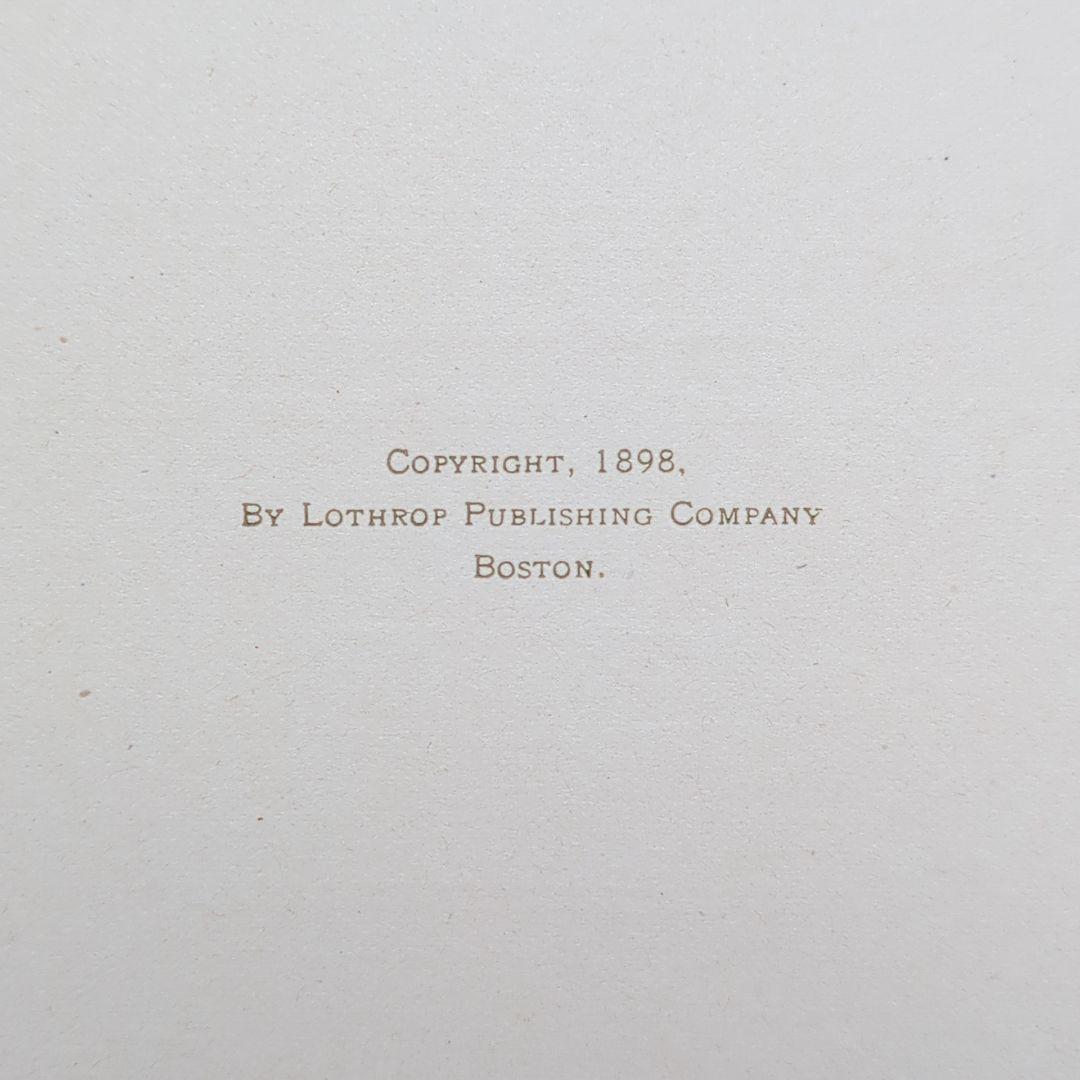 COPYRIGHT, 1898,
BY LOTHROP PUBLISHING COMPANY
BOSTON.